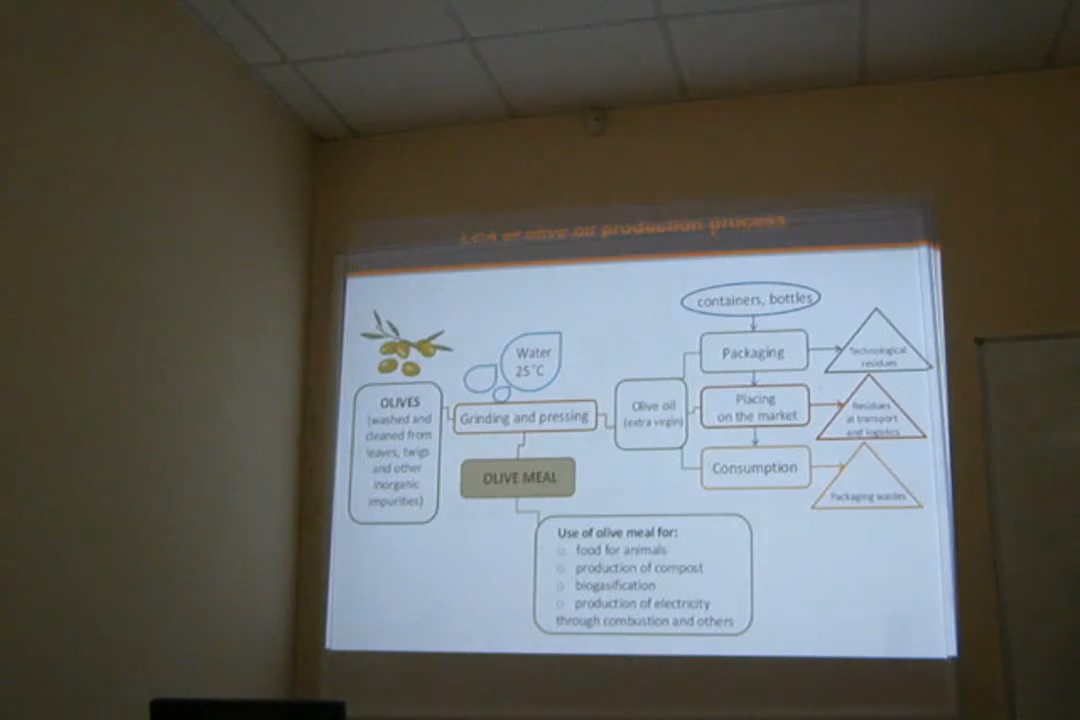 LCA of olive oil production process
containers, bottles
Packaging
Technological
residues
Water
25°C
OLIVES
(washed and
cleaned from
leaves, twigs
and other
inorganic
impurities)
Grinding and pressing
Olive oil
(extra virgin)
Placing
on the market
Residues
at transport
and logistics
OLIVE MEAL
Consumption
Packaging wastes
Use of olive meal for:
○ food for animals
○ production of compost
○ biogasification
○ production of electricity
through combustion and others